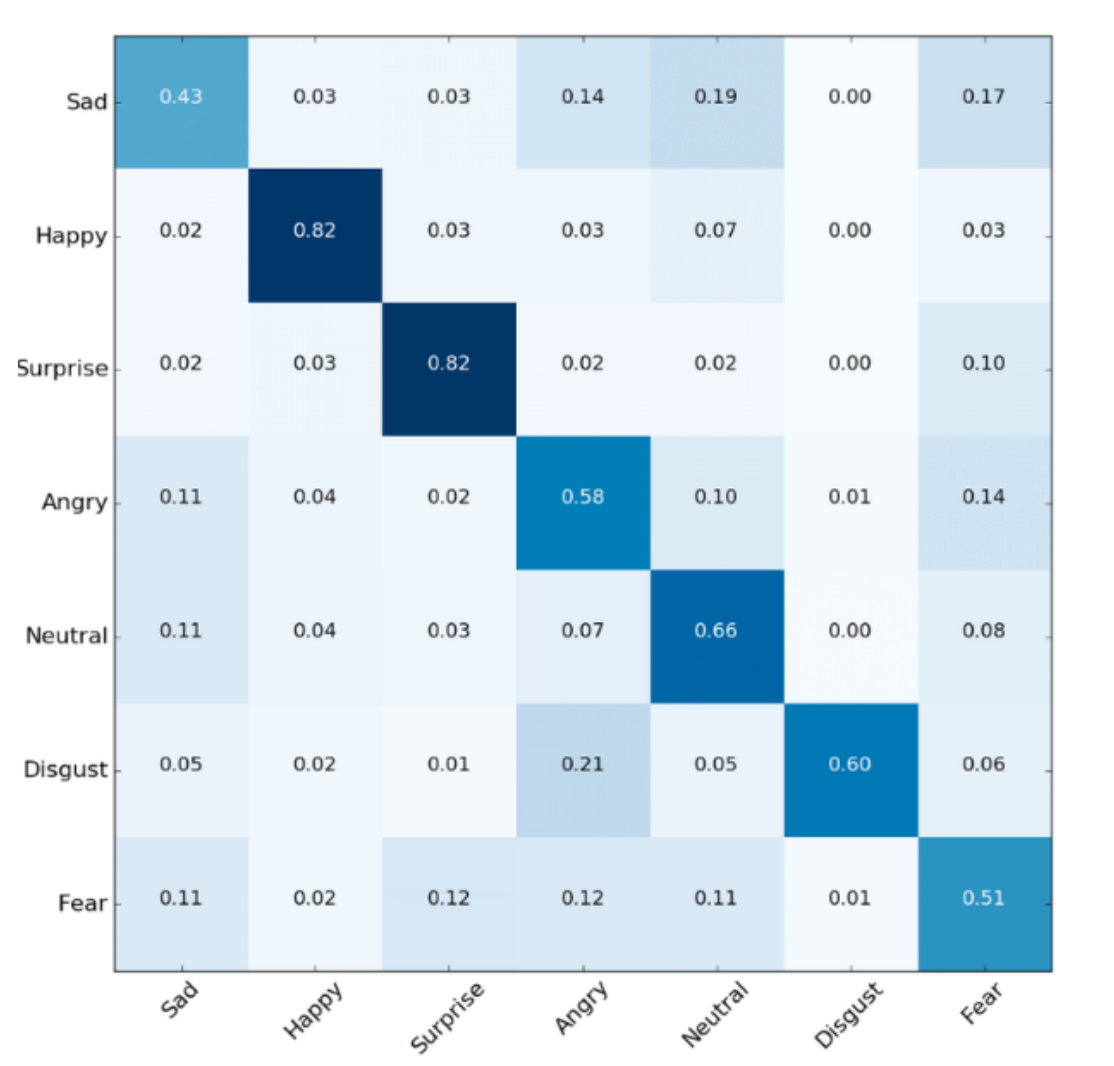 Sad 0.43 0.03 0.03 0.14 0.19 0.00 0.17
Happy 0.02 0.82 0.03 0.03 0.07 0.00 0.03
Surprise 0.02 0.03 0.82 0.02 0.02 0.00 0.10
Angry 0.11 0.04 0.02 0.58 0.10 0.01 0.14
Neutral 0.11 0.04 0.03 0.07 0.66 0.00 0.08
Disgust 0.05 0.02 0.01 0.21 0.05 0.60 0.06
Fear 0.11 0.02 0.12 0.12 0.11 0.01 0.51
Sad Happy Surprise Angry Neutral Disgust Fear